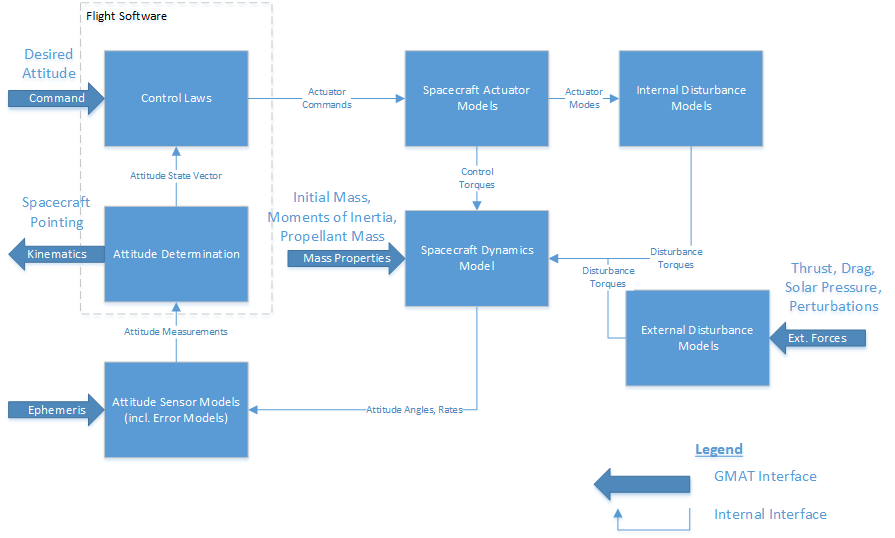 Flight Software
Desired
Attitude
Command
Control Laws
Actuator
Commands
Spacecraft Actuator
Models
Actuator
Modes
Internal Disturbance
Models
Attitude State Vector
Control
Torques
Spacecraft
Pointing
Kinematics
Attitude Determination
Initial Mass,
Moments of Inertia,
Propellant Mass
Mass Properties
Spacecraft Dynamics
Model
Disturbance
Torques
Disturbance
Torques
Thrust, Drag,
Solar Pressure,
Perturbations
Ext. Forces
External Disturbance
Models
Attitude Measurements
Ephemeris
Attitude Sensor Models
(incl. Error Models)
Attitude Angles, Rates
Legend
GMAT Interface
Internal Interface